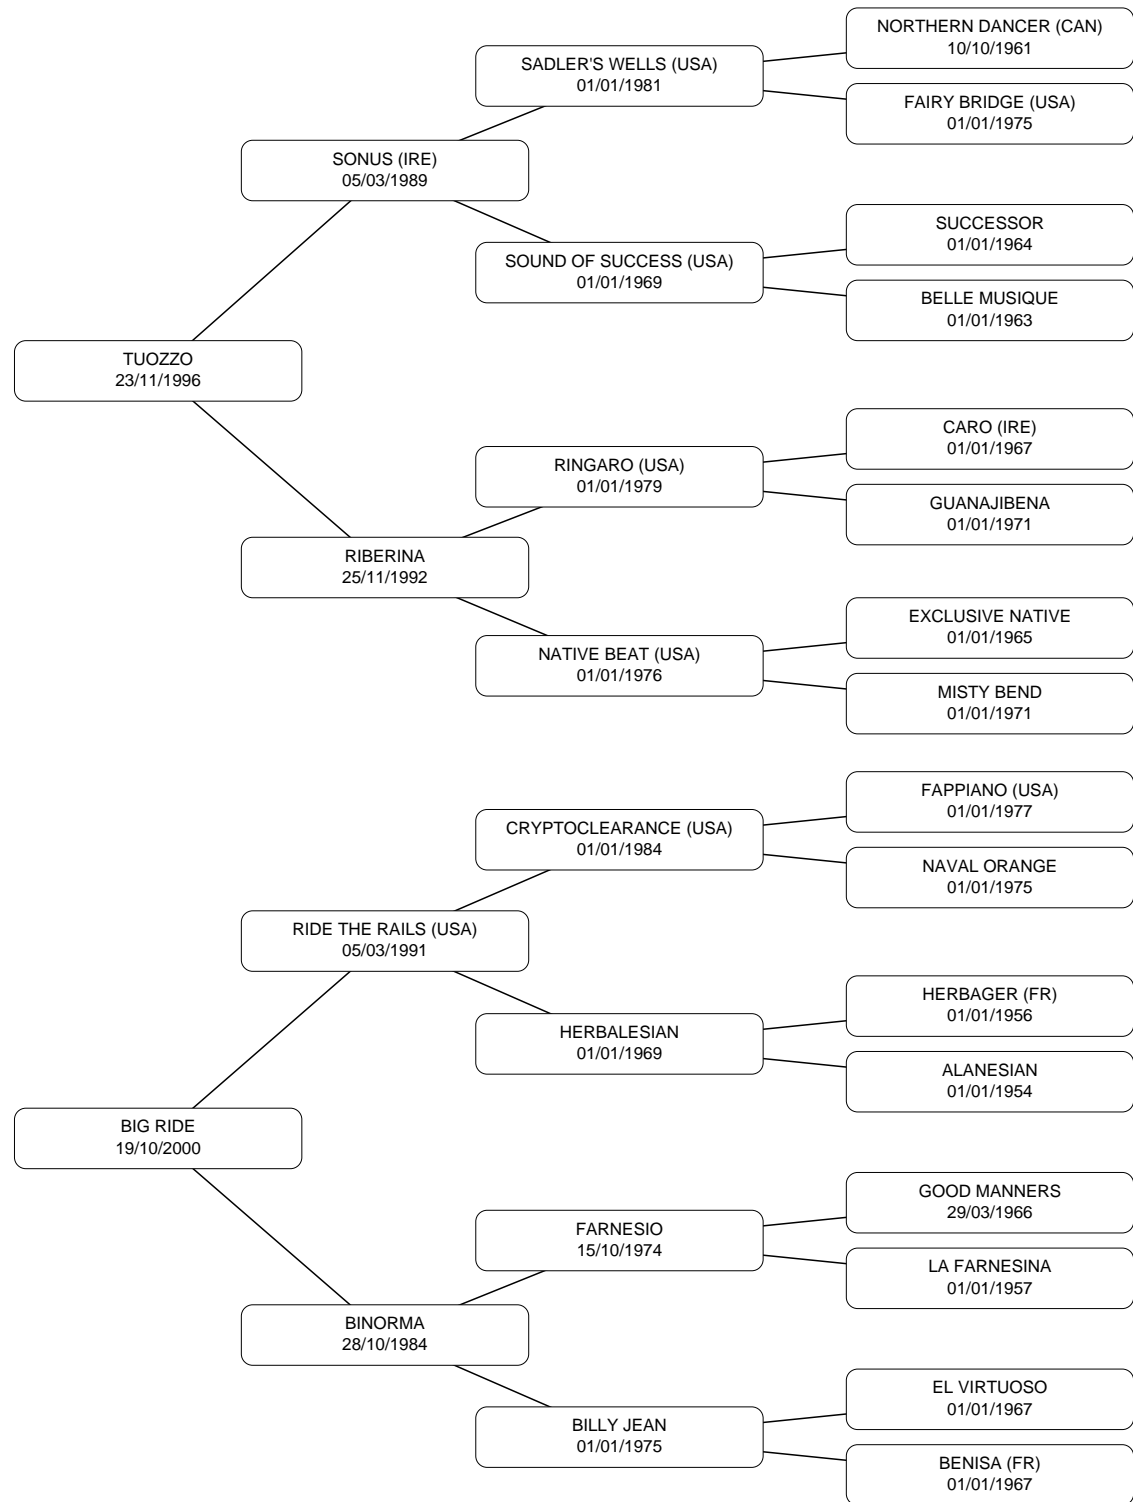 NORTHERN DANCER (CAN)
10/10/1961
SADLER'S WELLS (USA)
01/01/1981
FAIRY BRIDGE (USA)
01/01/1975
SONUS (IRE)
05/03/1989
SUCCESSOR
01/01/1964
SOUND OF SUCCESS (USA)
01/01/1969
BELLE MUSIQUE
01/01/1963
TUOZZO
23/11/1996
CARO (IRE)
01/01/1967
RINGARO (USA)
01/01/1979
GUANAJIBENA
01/01/1971
RIBERINA
25/11/1992
EXCLUSIVE NATIVE
01/01/1965
NATIVE BEAT (USA)
01/01/1976
MISTY BEND
01/01/1971
FAPPIANO (USA)
01/01/1977
CRYPTOCLEARANCE (USA)
01/01/1984
NAVAL ORANGE
01/01/1975
RIDE THE RAILS (USA)
05/03/1991
HERBAGER (FR)
01/01/1956
HERBALESIAN
01/01/1969
ALANESIAN
01/01/1954
BIG RIDE
19/10/2000
GOOD MANNERS
29/03/1966
FARNESIO
15/10/1974
LA FARNESINA
01/01/1957
BINORMA
28/10/1984
EL VIRTUOSO
01/01/1967
BILLY JEAN
01/01/1975
BENISA (FR)
01/01/1967